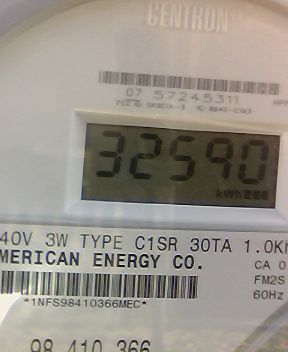 CENTRON
07 57245311
32590
kWh
40V 3W TYPE C1SR 30TA 1.0K
MERICAN ENERGY CO.
CA 0
FM2S
60Hz
*1NFS98410366MEC*
98 410 366